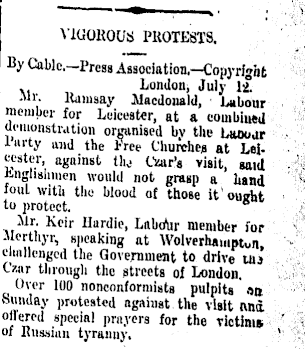 VIGOROUS PROTESTS.
By Cable.—Press Association.—Copyright
London, July 12.
Mr. Ramsay Macdonald, Labour
member for Leicester, at a combined
demonstration organised by the Labour
Party and the Free Churches at Lei-
cester, against the Czar's visit, said
Englishmen would not grasp a hand
foul with the blood of those it ought
to protect.
Mr. Keir Hardie, Labour member for
Merthyr, speaking at Wolverhampton,
challenged the Government to drive the
Czar through the streets of London.
Over 100 nonconformists pulpits on
Sunday protested against the visit and
offered special prayers for the victims
of Russian tyranny.